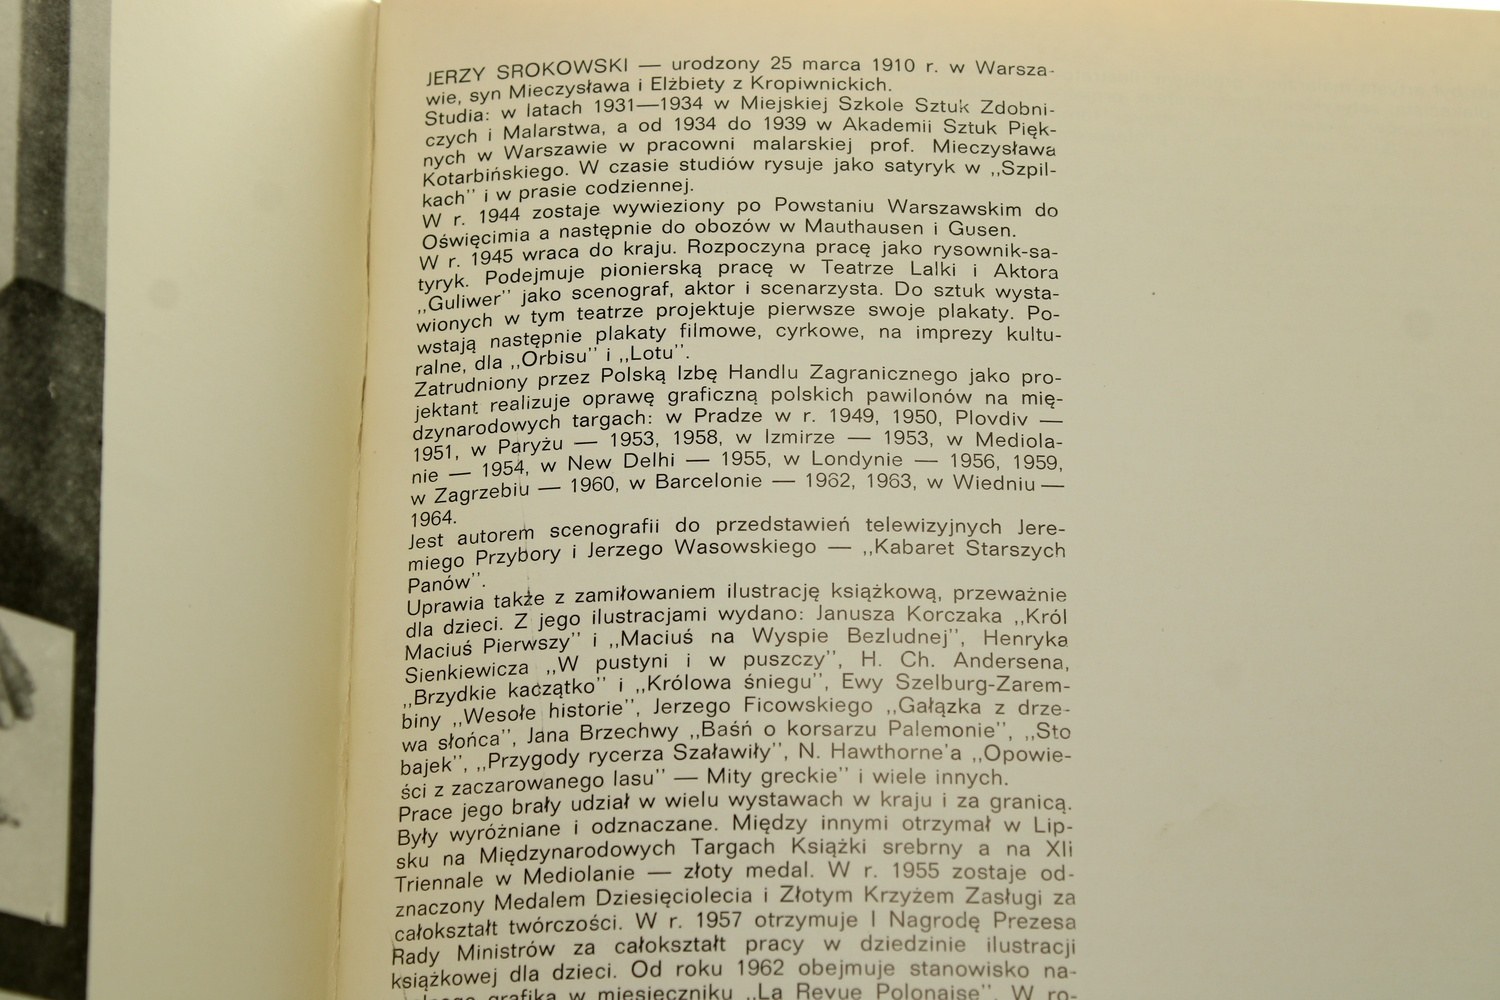 JERZY SROKOWSKI — urodzony 25 marca 1910 r. w Warsza-
wie, syn Mieczysława i Elżbiety z Kropiwnickich.
Studia: w latach 1931—1934 w Miejskiej Szkole Sztuk Zdobni-
czych i Malarstwa, a od 1934 do 1939 w Akademii Sztuk Pięk-
nych w Warszawie w pracowni malarskiej prof. Mieczysława
Kotarbińskiego. W czasie studiów rysuje jako satyryk w ,,Szpil-
kach'' i w prasie codziennej.
W r. 1944 zostaje wywieziony po Powstaniu Warszawskim do
Oświęcimia a następnie do obozów w Mauthausen i Gusen.
W r. 1945 wraca do kraju. Rozpoczyna pracę jako rysownik-sa-
tyryk. Podejmuje pionierską pracę w Teatrze Lalki i Aktora
,,Guliwer'' jako scenograf, aktor i scenarzysta. Do sztuk wysta-
wionych w tym teatrze projektuje pierwsze swoje plakaty. Po-
wstają następnie plakaty filmowe, cyrkowe, na imprezy kultu-
ralne, dla ,,Orbisu'' i ,,Lotu''.
Zatrudniony przez Polską Izbę Handlu Zagranicznego jako pro-
jektant realizuje oprawę graficzną polskich pawilonów na mię-
dzynarodowych targach: w Pradze w r. 1949, 1950, Plovdiv —
1951, w Paryżu — 1953, 1958, w Izmirze — 1953, w Mediola-
nie — 1954, w New Delhi — 1955, w Londynie — 1956, 1959,
w Zagrzebiu — 1960, w Barcelonie — 1962, 1963, w Wiedniu —
1964.
Jest autorem scenografii do przedstawień telewizyjnych Jere-
miego Przybory i Jerzego Wasowskiego — ,,Kabaret Starszych
Panów''.
Uprawia także z zamiłowaniem ilustrację książkową, przeważnie
dla dzieci. Z jego ilustracjami wydano: Janusza Korczaka ,,Król
Maciuś Pierwszy'' i ,,Maciuś na Wyspie Bezludnej'', Henryka
Sienkiewicza ,,W pustyni i w puszczy'', H. Ch. Andersena,
,,Brzydkie kaczątko'' i ,,Królowa śniegu'', Ewy Szelburg-Zarem-
biny ,,Wesołe historie'', Jerzego Ficowskiego ,,Gałązka z drze-
wa słońca'', Jana Brzechwy ,,Baśń o korsarzu Palemonie'', ,,Sto
bajek'', ,,Przygody rycerza Szaławiły'', N. Hawthorne'a ,,Opowie-
ści z zaczarowanego lasu'' — Mity greckie'' i wiele innych.
Prace jego brały udział w wielu wystawach w kraju i za granicą.
Były wyróżniane i odznaczane. Między innymi otrzymał w Lip-
sku na Międzynarodowych Targach Książki srebrny a na XIi
Triennale w Mediolanie — złoty medal. W r. 1955 zostaje od-
znaczony Medalem Dziesięciolecia i Złotym Krzyżem Zasługi za
całokształt twórczości. W r. 1957 otrzymuje I Nagrodę Prezesa
Rady Ministrów za całokształt pracy w dziedzinie ilustracji
książkowej dla dzieci. Od roku 1962 obejmuje stanowisko na-
grafika w miesięczniku ,,La Revue Polonaise''. W ro-